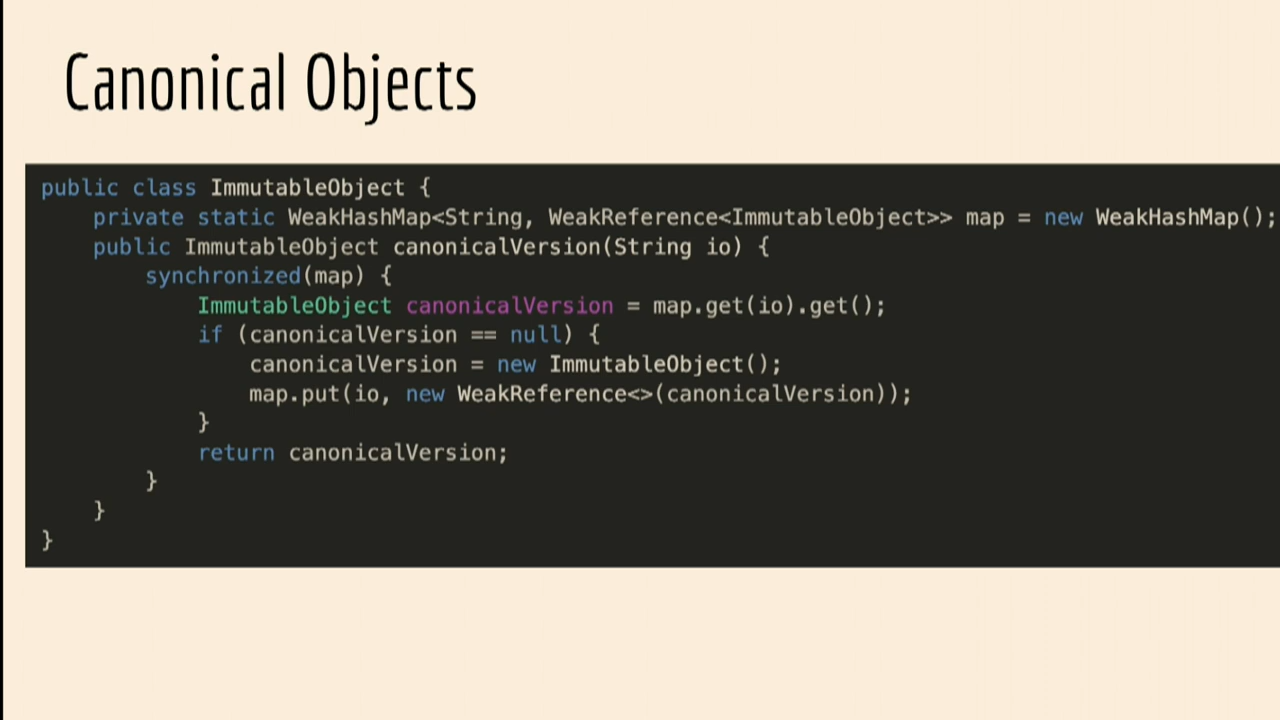 Canonical Objects
public class ImmutableObject {
    private static WeakHashMap<String, WeakReference<ImmutableObject>> map = new WeakHashMap();
    public ImmutableObject canonicalVersion(String io) {
        synchronized(map) {
            ImmutableObject canonicalVersion = map.get(io).get();
            if (canonicalVersion == null) {
                canonicalVersion = new ImmutableObject();
                map.put(io, new WeakReference<>(canonicalVersion));
            }
            return canonicalVersion;
        }
    }
}